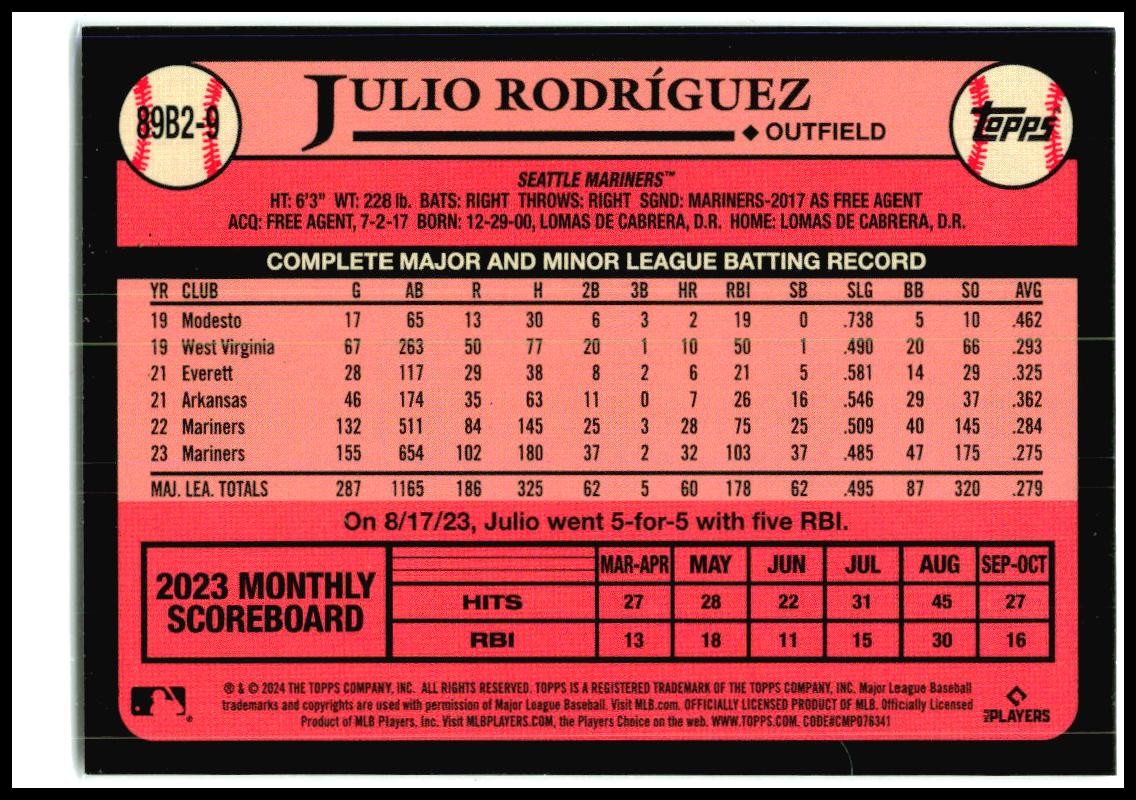 89B2-9
JULIO RODRÍGUEZ
◆ OUTFIELD
Topps
SEATTLE MARINERS™
HT: 6'3" WT: 228 lb. BATS: RIGHT THROWS: RIGHT SGND: MARINERS-2017 AS FREE AGENT
ACQ: FREE AGENT, 7-2-17 BORN: 12-29-00, LOMAS DE CABRERA, D.R. HOME: LOMAS DE CABRERA, D.R.
COMPLETE MAJOR AND MINOR LEAGUE BATTING RECORD
YR CLUB G AB R H 2B 3B HR RBI SB SLG BB SO AVG
19 Modesto 17 65 13 30 6 3 2 19 0 .738 5 10 .462
19 West Virginia 67 263 50 77 20 1 10 50 1 .490 20 66 .293
21 Everett 28 117 29 38 8 2 6 21 5 .581 14 29 .325
21 Arkansas 46 174 35 63 11 0 7 26 16 .546 29 37 .362
22 Mariners 132 511 84 145 25 3 28 75 25 .509 40 145 .284
23 Mariners 155 654 102 180 37 2 32 103 37 .485 47 175 .275
MAJ. LEA. TOTALS 287 1165 186 325 62 5 60 178 62 .495 87 320 .279
On 8/17/23, Julio went 5-for-5 with five RBI.
2023 MONTHLY
SCOREBOARD
MAR-APR MAY JUN JUL AUG SEP-OCT
HITS 27 28 22 31 45 27
RBI 13 18 11 15 30 16
® & © 2024 THE TOPPS COMPANY, INC. ALL RIGHTS RESERVED. TOPPS IS A REGISTERED TRADEMARK OF THE TOPPS COMPANY, INC. Major League Baseball
trademarks and copyrights are used with permission of Major League Baseball. Visit MLB.com. OFFICIALLY LICENSED PRODUCT OF MLB. Officially Licensed
Product of MLB Players, Inc. Visit MLBPLAYERS.COM, the Players Choice on the web. WWW.TOPPS.COM. CODE#CMP076341
MLB PLAYERS